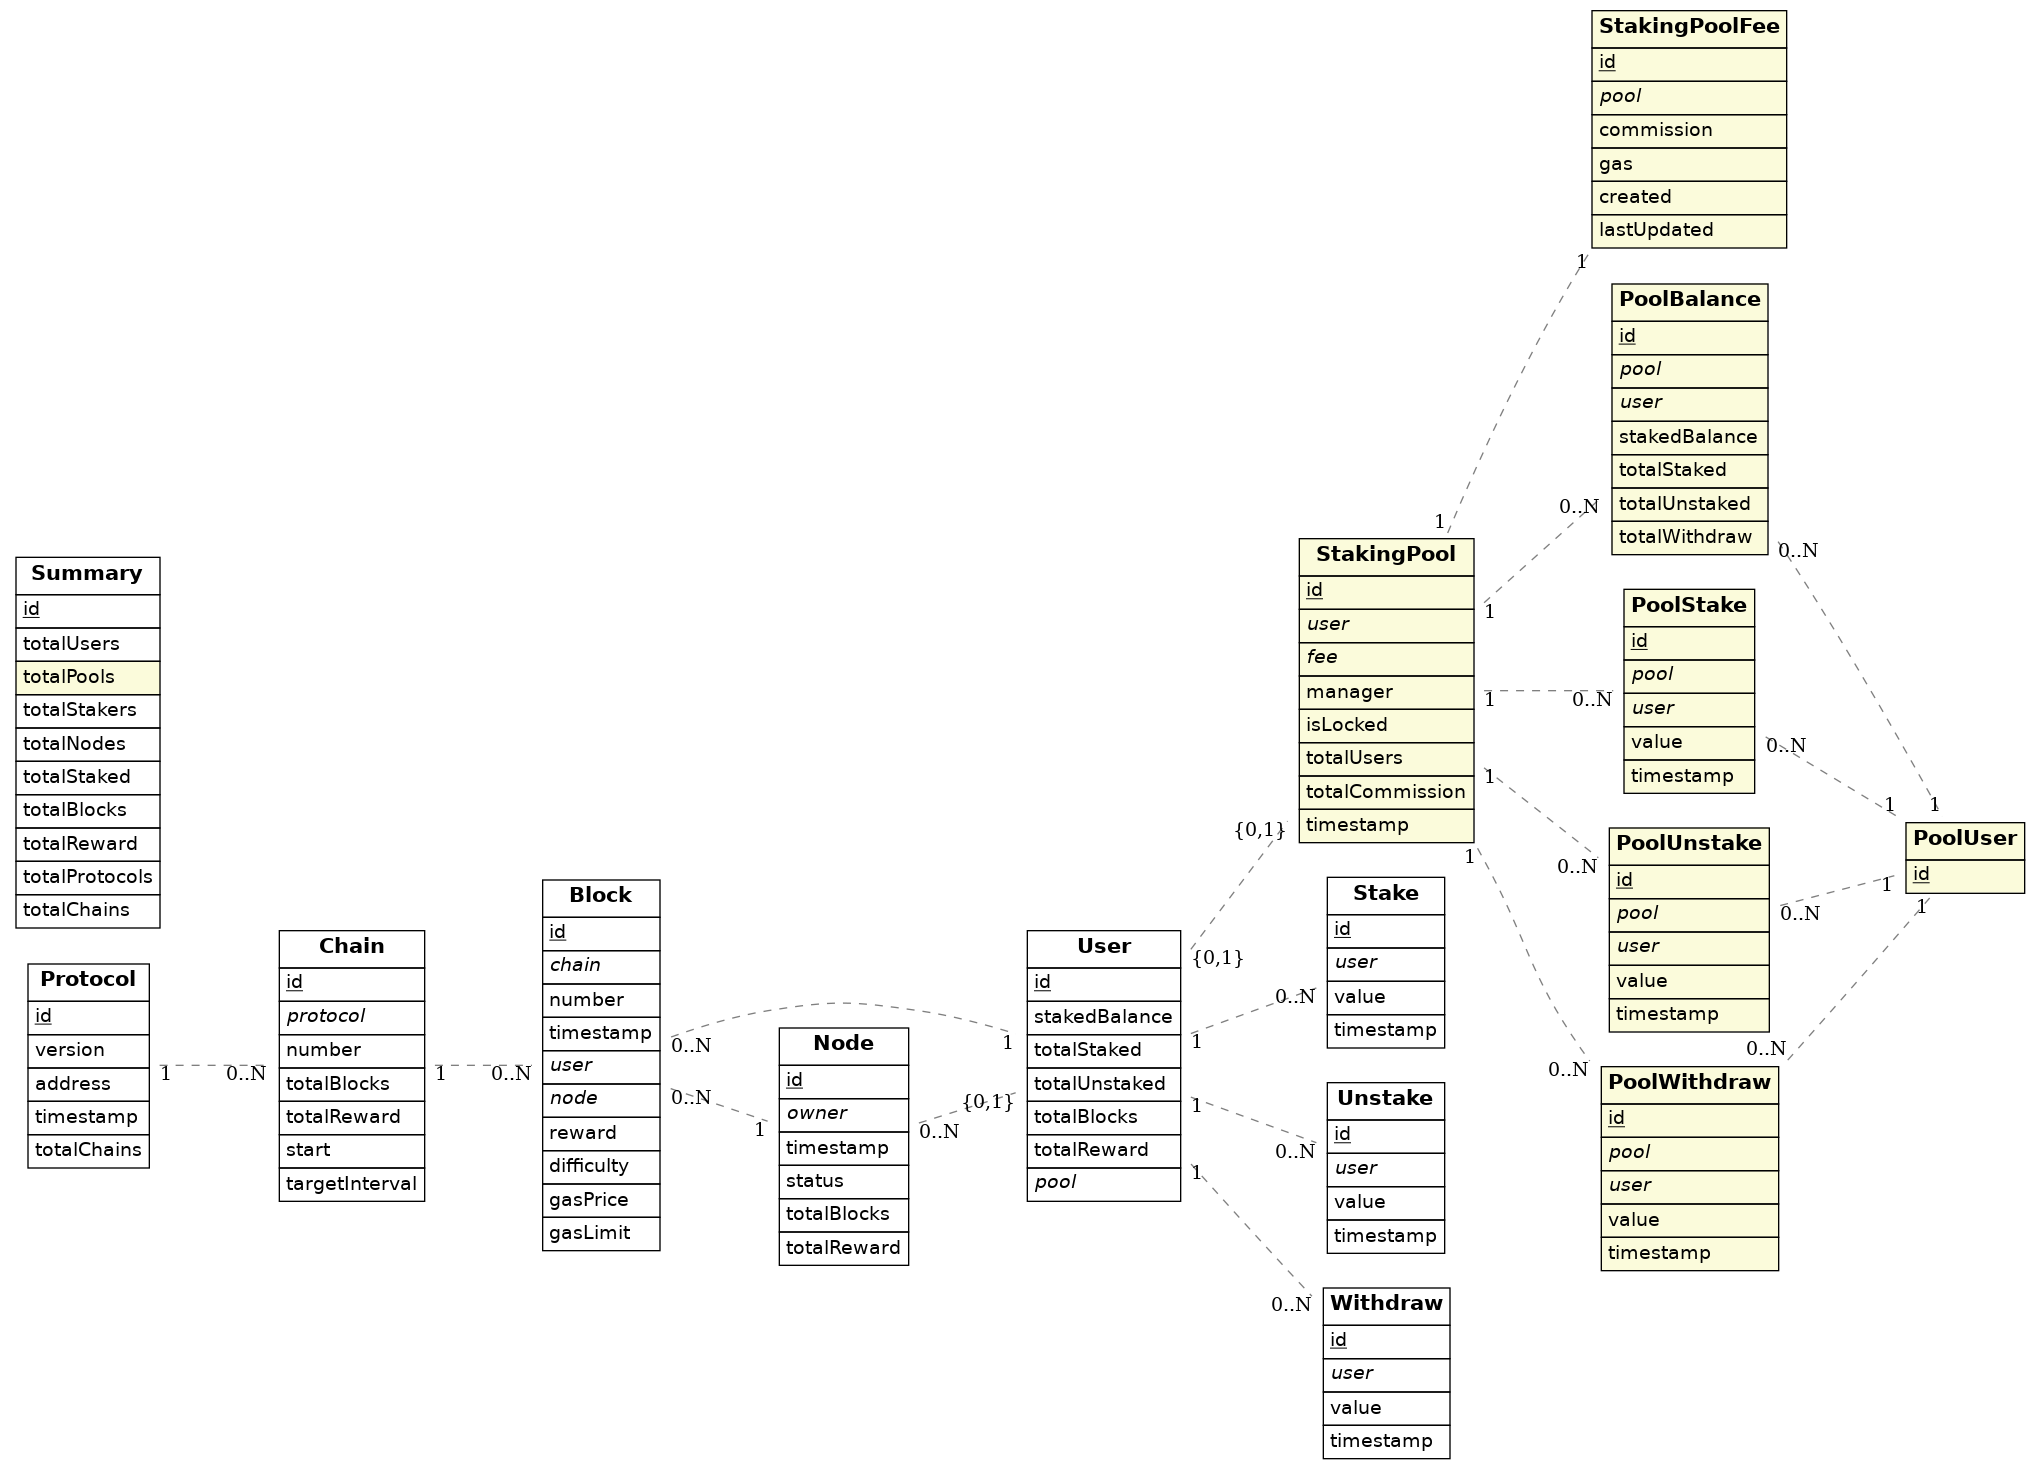 StakingPoolFee
id
pool
commission
gas
created
lastUpdated
1
1
PoolBalance
id
pool
user
stakedBalance
totalStaked
totalUnstaked
totalWithdraw
0..N
1
0..N
1
StakingPool
id
user
fee
manager
isLocked
totalUsers
totalCommission
timestamp
PoolStake
id
pool
user
value
timestamp
1
0..N
0..N
1
PoolUnstake
id
pool
user
value
timestamp
1
0..N
0..N
1
PoolUser
id
PoolWithdraw
id
pool
user
value
timestamp
1
0..N
0..N
1
Summary
id
totalUsers
totalPools
totalStakers
totalNodes
totalStaked
totalBlocks
totalReward
totalProtocols
totalChains
Protocol
id
version
address
timestamp
totalChains
1
0..N
Chain
id
protocol
number
totalBlocks
totalReward
start
targetInterval
1
0..N
Block
id
chain
number
timestamp
user
node
reward
difficulty
gasPrice
gasLimit
0..N
1
0..N
1
Node
id
owner
timestamp
status
totalBlocks
totalReward
0..N
{0,1}
User
id
stakedBalance
totalStaked
totalUnstaked
totalBlocks
totalReward
pool
{0,1}
{0,1}
1
0..N
1
0..N
1
0..N
Stake
id
user
value
timestamp
Unstake
id
user
value
timestamp
Withdraw
id
user
value
timestamp